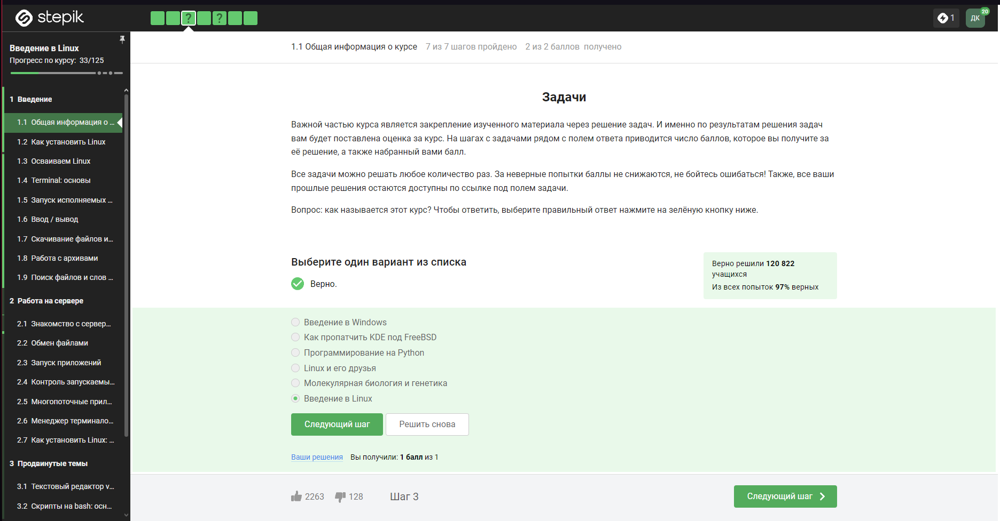 stepik
?
?
1
ДК
20
Введение в Linux
Прогресс по курсу: 33/125
1 Введение
1.1 Общая информация о ...
1.2 Как установить Linux
1.3 Осваиваем Linux
1.4 Terminal: основы
1.5 Запуск исполняемых ...
1.6 Ввод / вывод
1.7 Скачивание файлов и...
1.8 Работа с архивами
1.9 Поиск файлов и слов ...
2 Работа на сервере
2.1 Знакомство с сервер...
2.2 Обмен файлами
2.3 Запуск приложений
2.4 Контроль запускаемы...
2.5 Многопоточные прил...
2.6 Менеджер терминало...
2.7 Как установить Linux: ...
3 Продвинутые темы
3.1 Текстовый редактор v...
3.2 Скрипты на bash: осн...
1.1 Общая информация о курсе 7 из 7 шагов пройдено 2 из 2 баллов получено
Задачи
Важной частью курса является закрепление изученного материала через решение задач. И именно по результатам решения задач
вам будет поставлена оценка за курс. На шагах с задачами рядом с полем ответа приводится число баллов, которое вы получите за
её решение, а также набранный вами балл.
Все задачи можно решать любое количество раз. За неверные попытки баллы не снижаются, не бойтесь ошибаться! Также, все ваши
прошлые решения остаются доступны по ссылке под полем задачи.
Вопрос: как называется этот курс? Чтобы ответить, выберите правильный ответ нажмите на зелёную кнопку ниже.
Выберите один вариант из списка
Верно.
Верно решили 120 822
учащихся
Из всех попыток 97% верных
Введение в Windows
Как пропатчить KDE под FreeBSD
Программирование на Python
Linux и его друзья
Молекулярная биология и генетика
Введение в Linux
Следующий шаг
Решить снова
Ваши решения Вы получили: 1 балл из 1
2263
128
Шаг 3
Следующий шаг